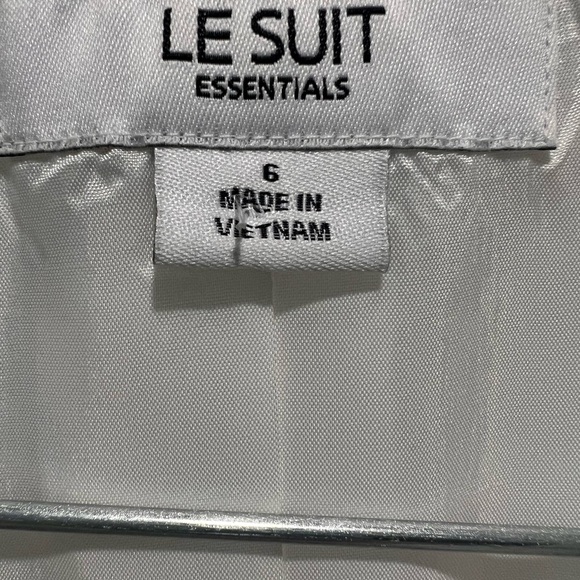 LE SUIT
ESSENTIALS
6
MADE IN
VIETNAM